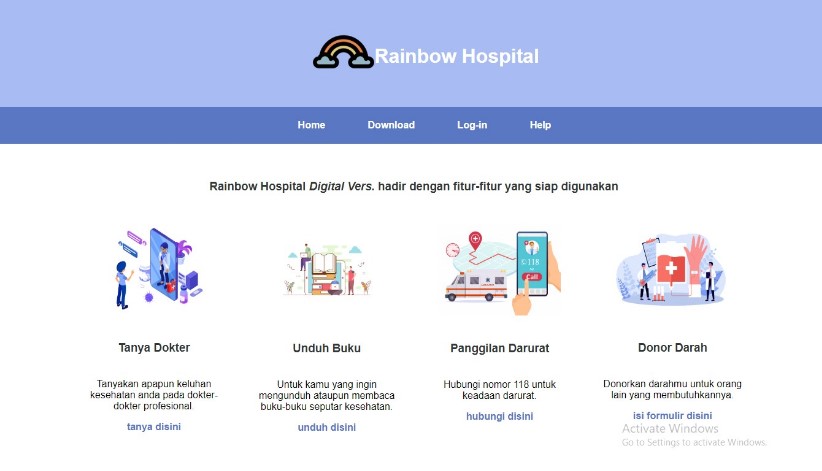 Rainbow Hospital
Home Download Log-in Help
Rainbow Hospital Digital Vers. hadir dengan fitur-fitur yang siap digunakan
118
Call
Tanya Dokter
Tanyakan apapun keluhan
kesehatan anda pada dokter-
dokter profesional.
tanya disini
Unduh Buku
Untuk kamu yang ingin
mengunduh ataupun membaca
buku-buku seputar kesehatan.
unduh disini
Panggilan Darurat
Hubungi nomor 118 untuk
keadaan darurat.
hubungi disini
Donor Darah
Donorkan darahmu untuk orang
lain yang membutuhkannya.
isi formulir disini
Activate Windows
Go to Settings to activate Windows.